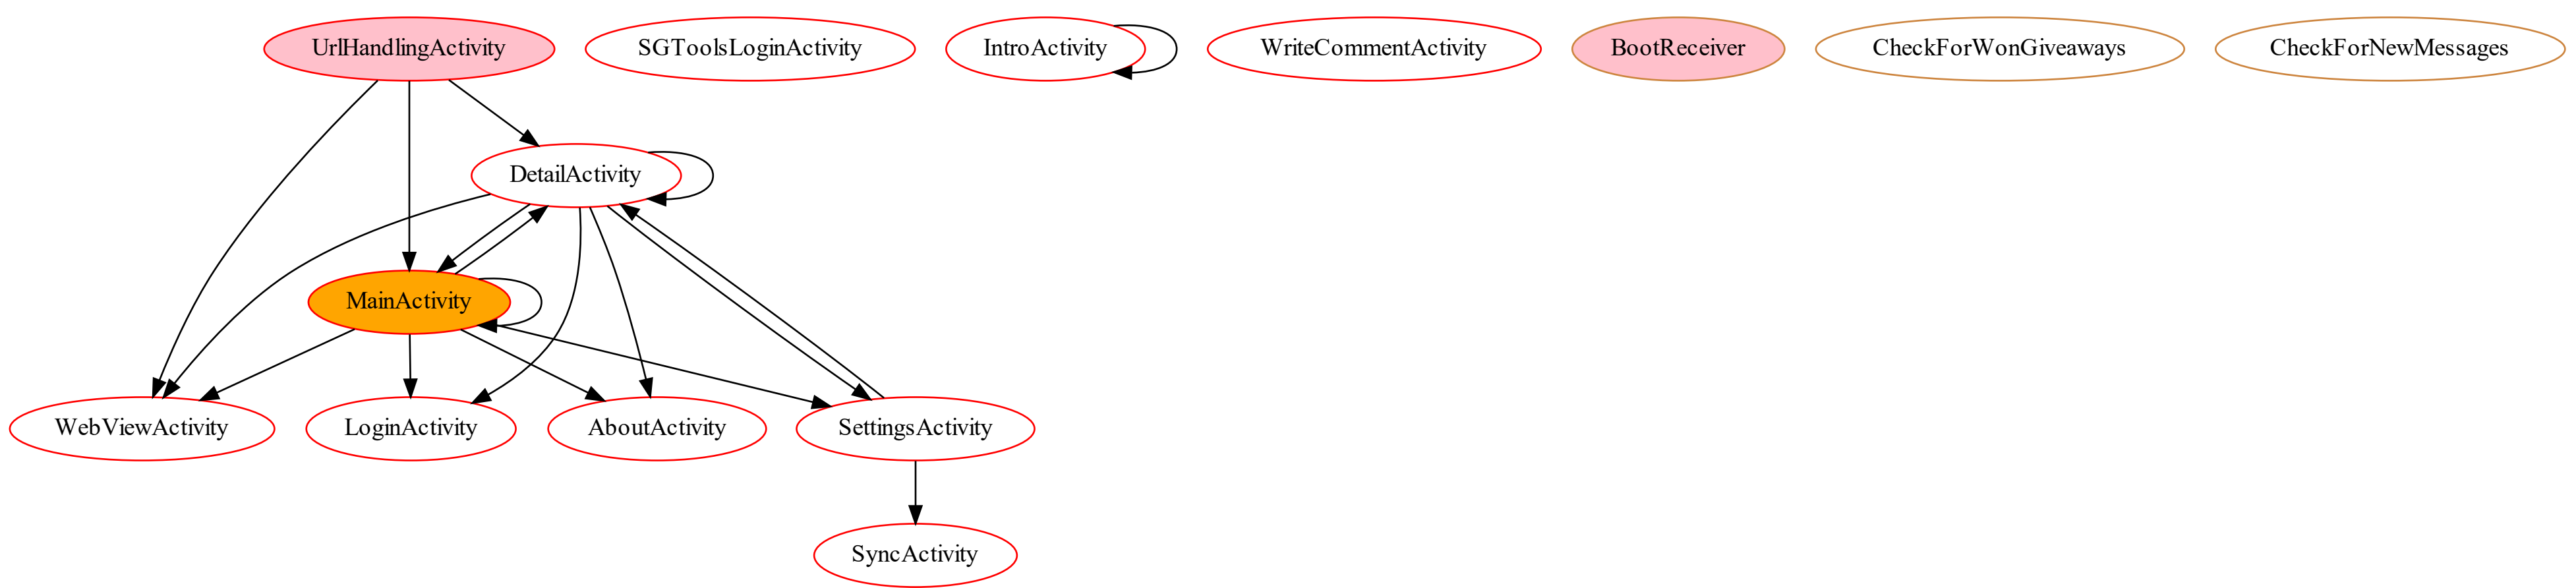 UrlHandlingActivity
SGToolsLoginActivity
IntroActivity
WriteCommentActivity
BootReceiver
CheckForWonGiveaways
CheckForNewMessages
DetailActivity
MainActivity
WebViewActivity
LoginActivity
AboutActivity
SettingsActivity
SyncActivity